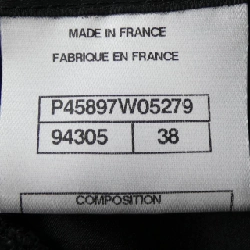 MADE IN FRANCE
FABRIQUE EN FRANCE
P45897W05279
94305 38
COMPOSITION